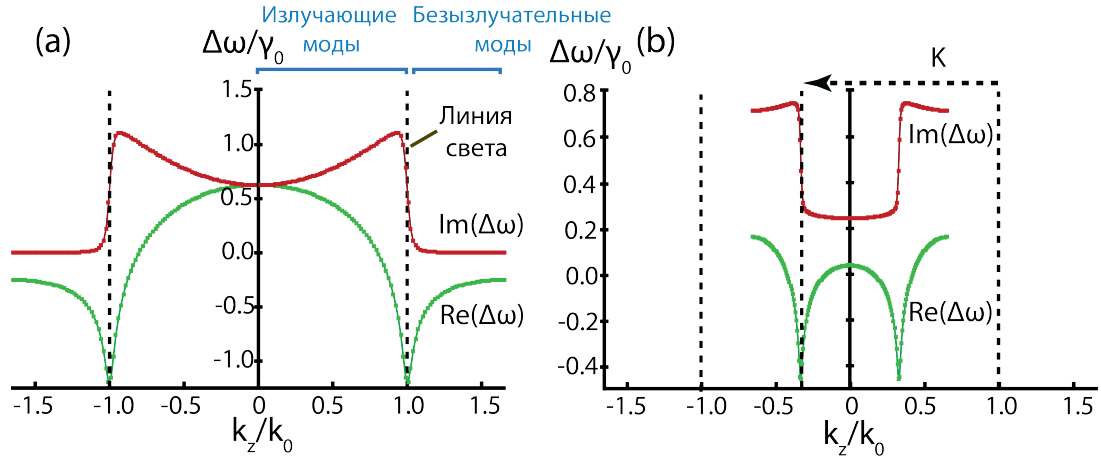 (a)
Излучающие
моды
Безызлучательные
моды
Δω/γ0
1.5
1.0
0.5
0.0
-0.5
-1.0
Линия
света
Im(Δω)
Re(Δω)
-1.5
-1.0
-0.5
0
0.5
1.0
1.5
kz/k0
(b)
Δω/γ0
K
0.8
0.6
0.4
0.2
0.0
-0.2
-0.4
Im(Δω)
Re(Δω)
-1.5
-1.0
-0.5
0
0.5
1.0
1.5
kz/k0